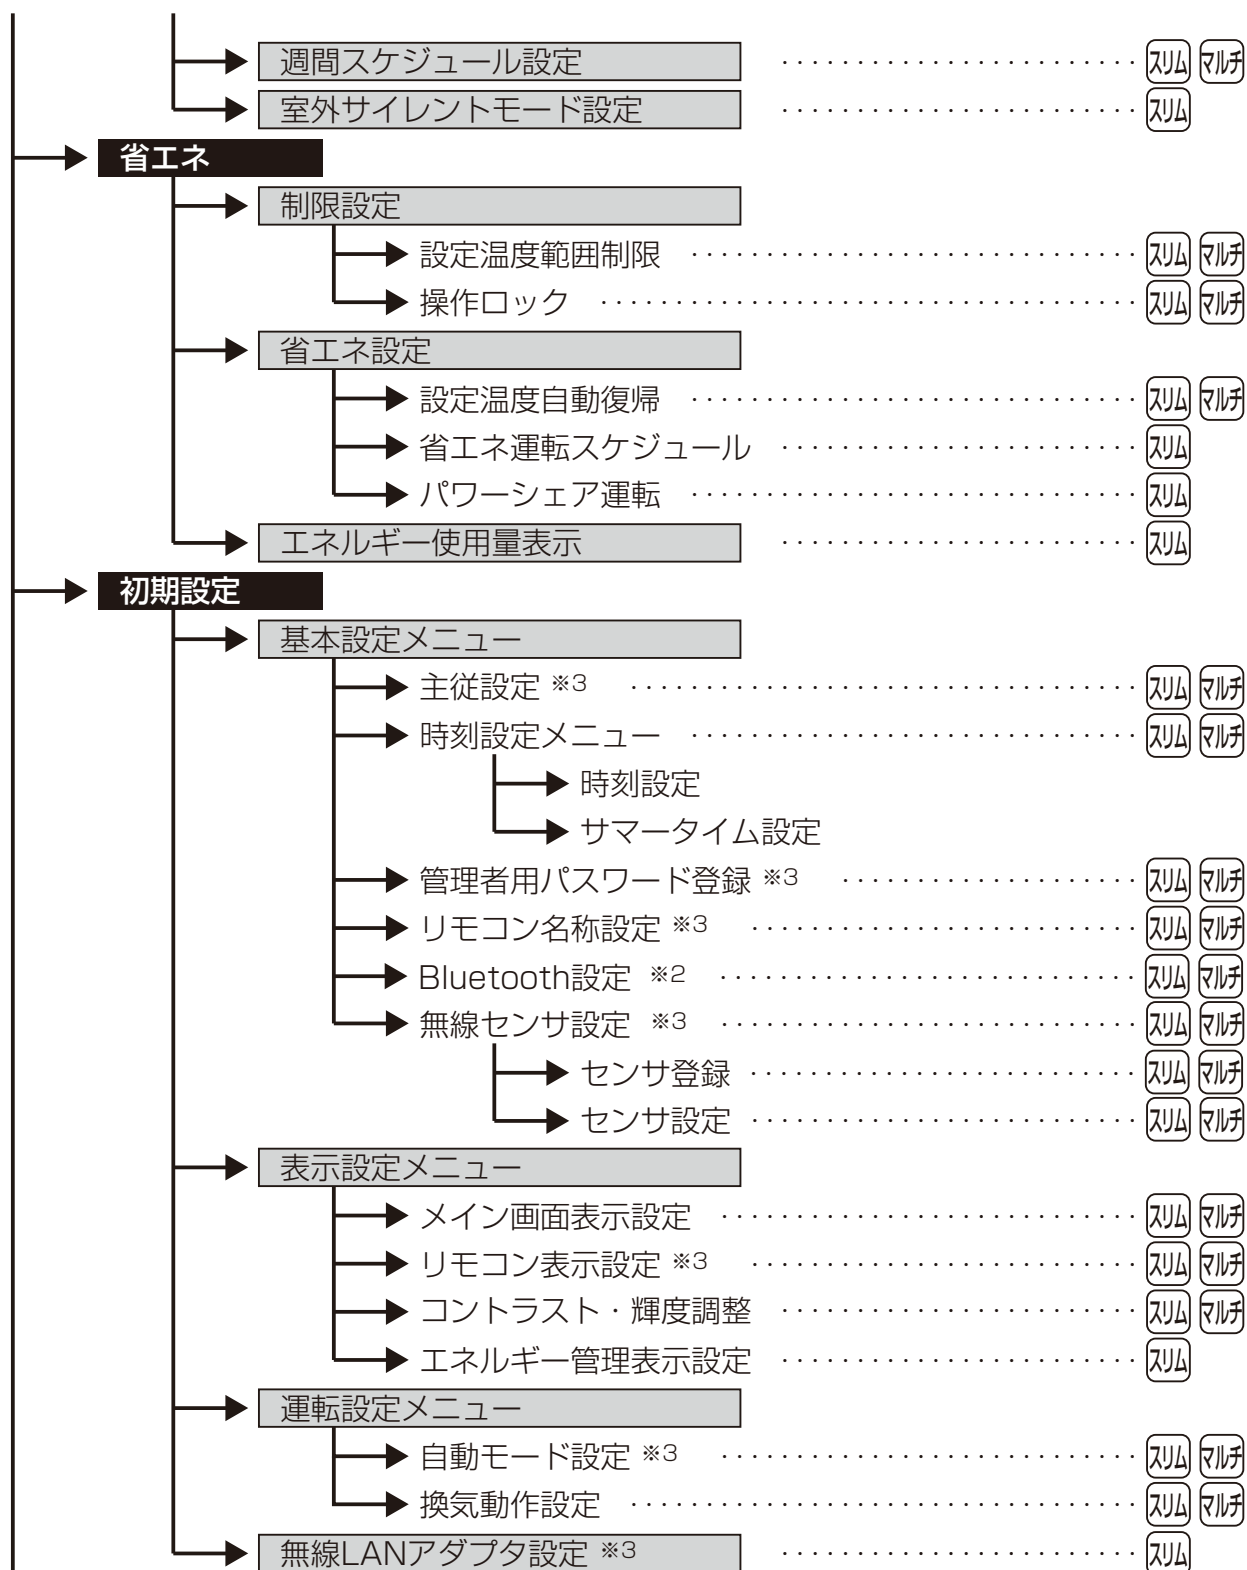 週間スケジュール設定 ························ スリム マルチ
室外サイレントモード設定 ························ スリム
省エネ
制限設定
設定温度範囲制限 ······························ スリム マルチ
操作ロック ···································· スリム マルチ
省エネ設定
設定温度自動復帰 ······························ スリム マルチ
省エネ運転スケジュール ························ スリム
パワーシェア運転 ······························ スリム
エネルギー使用量表示 ························ スリム
初期設定
基本設定メニュー
主従設定 ※3 ·································· スリム マルチ
時刻設定メニュー ······························ スリム マルチ
時刻設定
サマータイム設定
管理者用パスワード登録 ※3 ···················· スリム マルチ
リモコン名称設定 ※3 ·························· スリム マルチ
Bluetooth設定 ※2 ···························· スリム マルチ
無線センサ設定 ※3 ···························· スリム マルチ
センサ登録 ·························· スリム マルチ
センサ設定 ·························· スリム マルチ
表示設定メニュー
メイン画面表示設定 ···························· スリム マルチ
リモコン表示設定 ※3 ·························· スリム マルチ
コントラスト・輝度調整 ························ スリム マルチ
エネルギー管理表示設定 ························ スリム
運転設定メニュー
自動モード設定 ※3 ···························· スリム マルチ
換気動作設定 ·································· スリム マルチ
無線LANアダプタ設定 ※3 ························ スリム